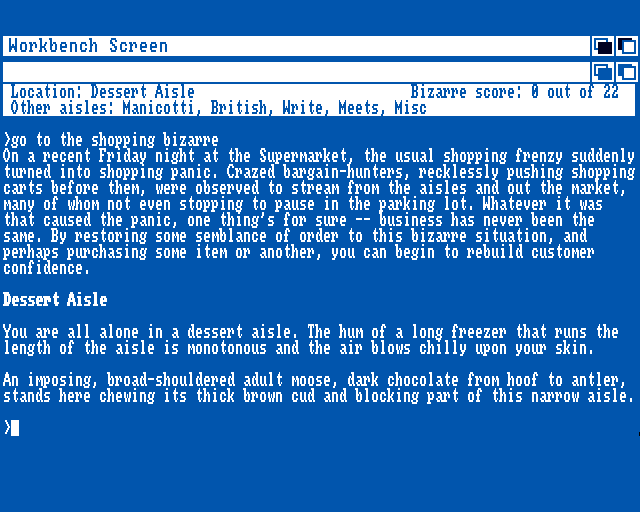 Workbench Screen
Location: Dessert Aisle Bizarre score: 0 out of 22
Other aisles: Manicotti, British, Write, Meets, Misc
>go to the shopping bizarre
On a recent Friday night at the Supermarket, the usual shopping frenzy suddenly
turned into shopping panic. Crazed bargain-hunters, recklessly pushing shopping
carts before them, were observed to stream from the aisles and out the market,
many of whom not even stopping to pause in the parking lot. Whatever it was
that caused the panic, one thing's for sure -- business has never been the
same. By restoring some semblance of order to this bizarre situation, and
perhaps purchasing some item or another, you can begin to rebuild customer
confidence.
Dessert Aisle
You are all alone in a dessert aisle. The hum of a long freezer that runs the
length of the aisle is monotonous and the air blows chilly upon your skin.
An imposing, broad-shouldered adult moose, dark chocolate from hoof to antler,
stands here chewing its thick brown cud and blocking part of this narrow aisle.
>